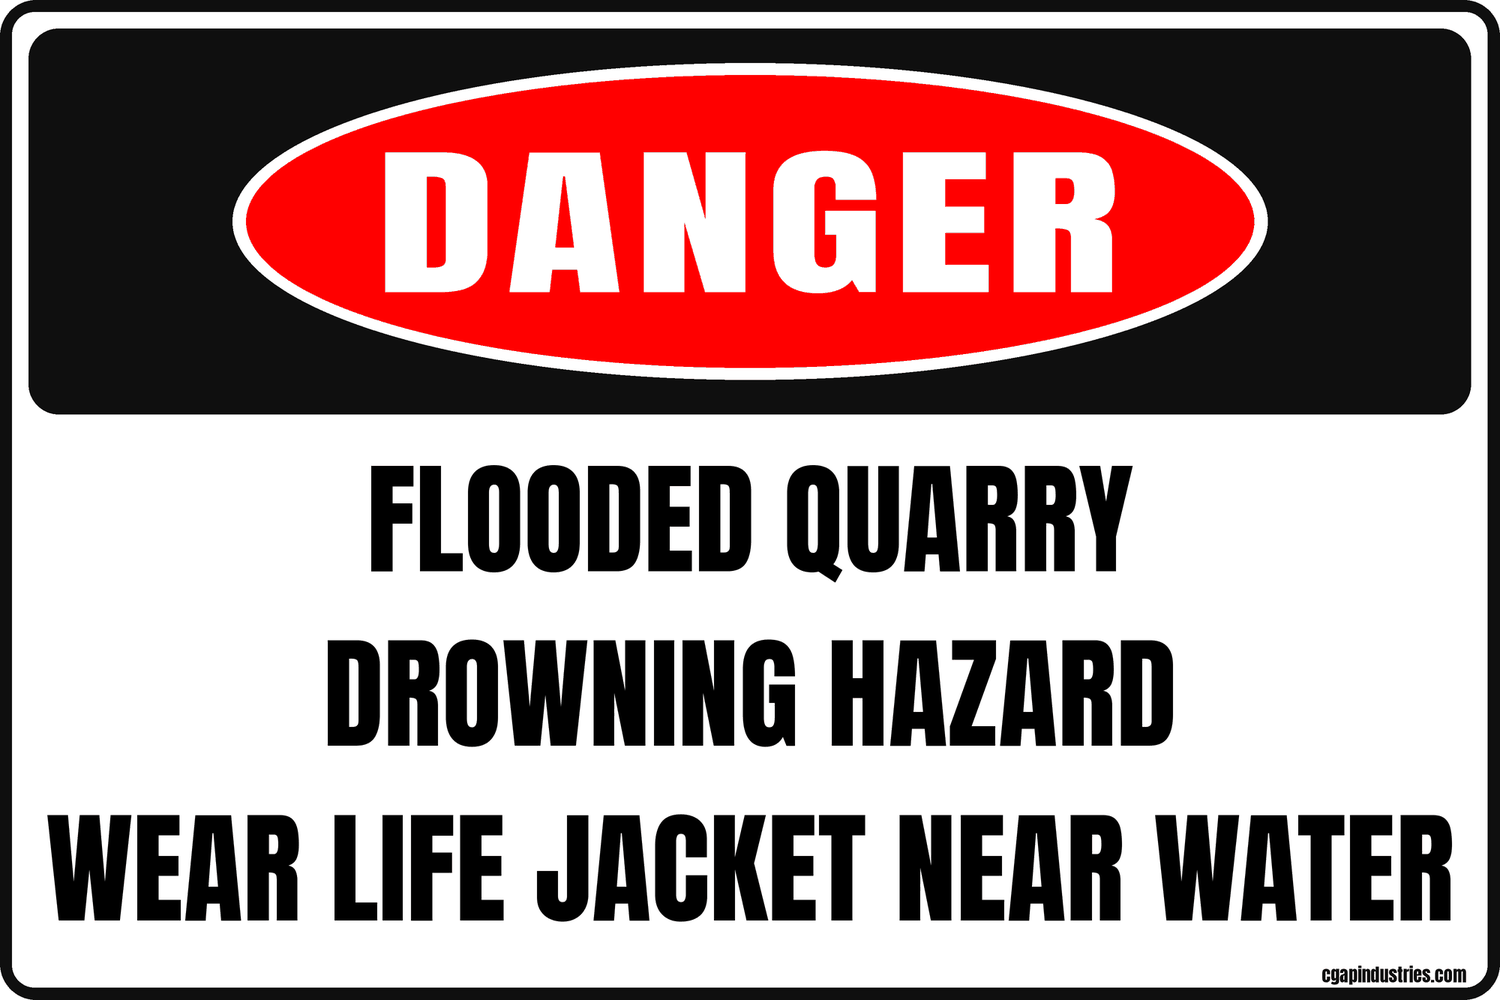 DANGER
FLOODED QUARRY
DROWNING HAZARD
WEAR LIFE JACKET NEAR WATER
cgapindustries.com